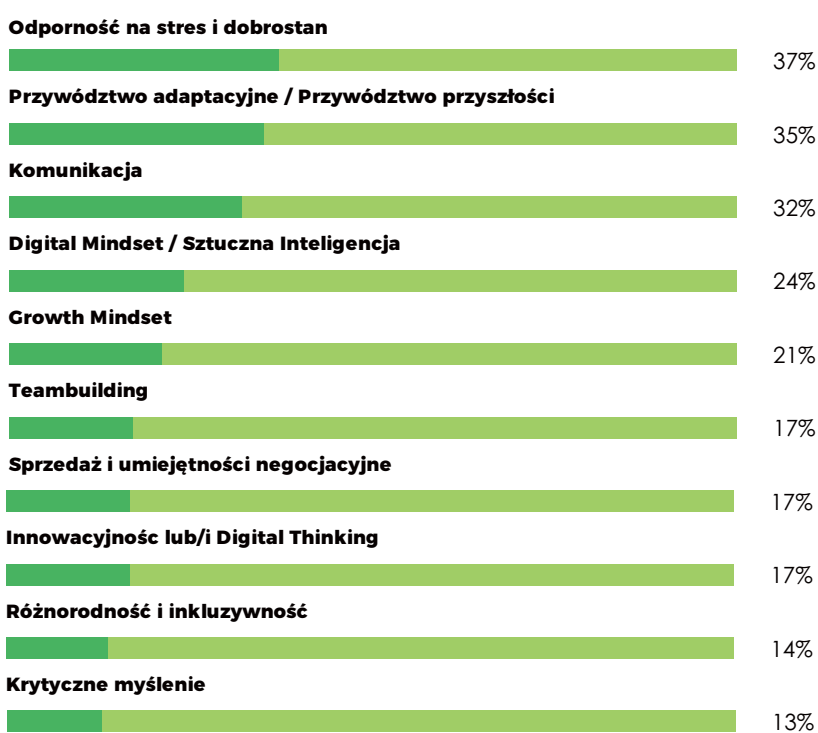 Odporność na stres i dobrostan
37%
Przywództwo adaptacyjne / Przywództwo przyszłości
35%
Komunikacja
32%
Digital Mindset / Sztuczna Inteligencja
24%
Growth Mindset
21%
Teambuilding
17%
Sprzedaż i umiejętności negocjacyjne
17%
Innowacyjnośc lub/i Digital Thinking
17%
Różnorodność i inkluzywność
14%
Krytyczne myślenie
13%